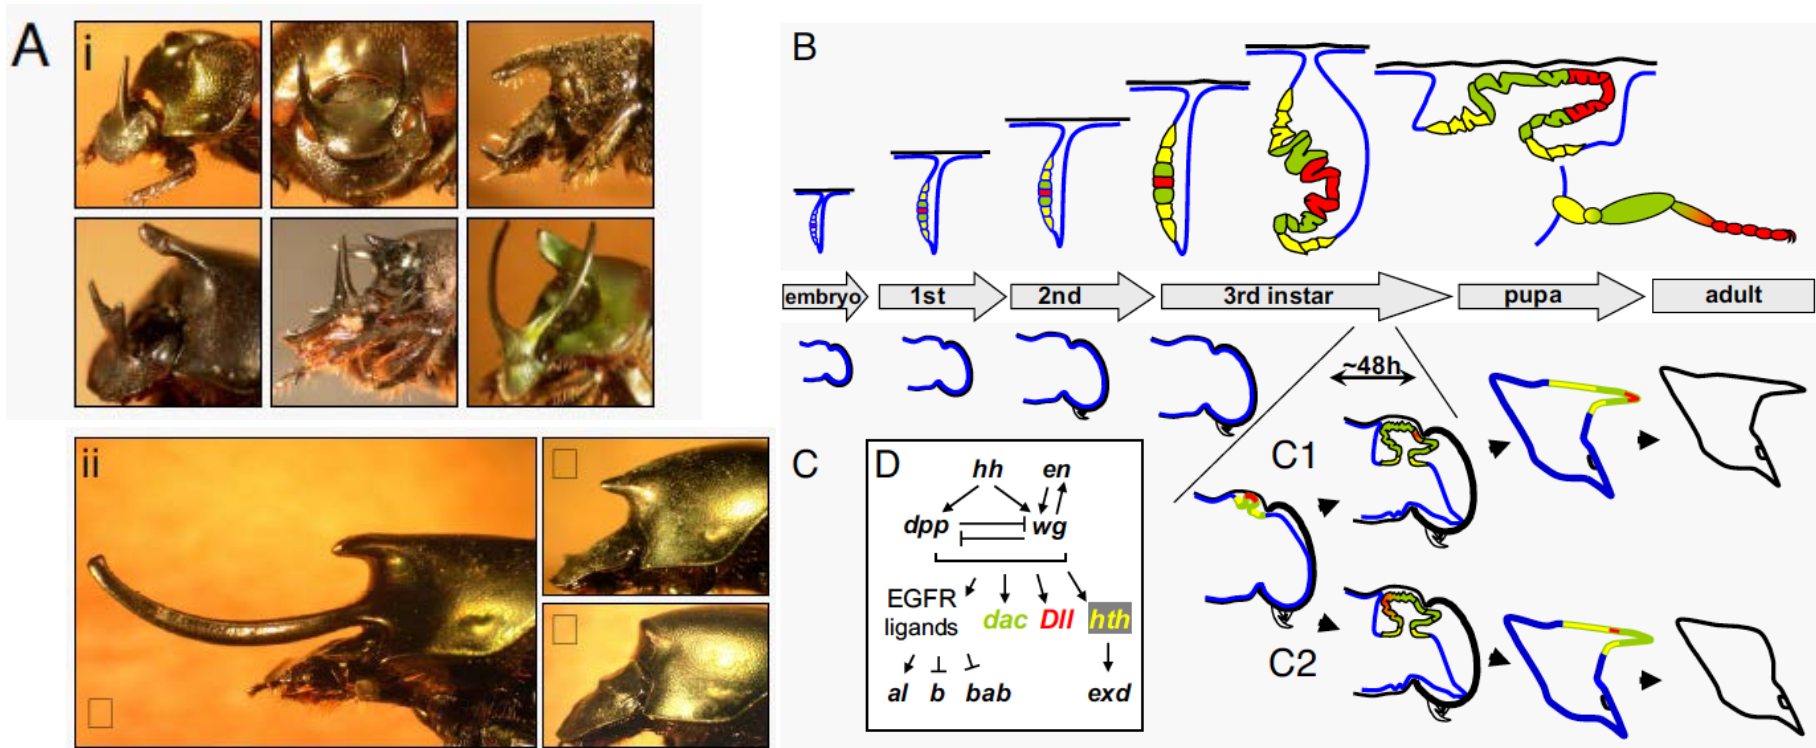 A
i
ii
B
embryo
1st
2nd
3rd instar
pupa
adult
~48h
C
C1
C2
D
hh
en
dpp
wg
EGFR
ligands
dac
Dll
hth
al
b
bab
exd